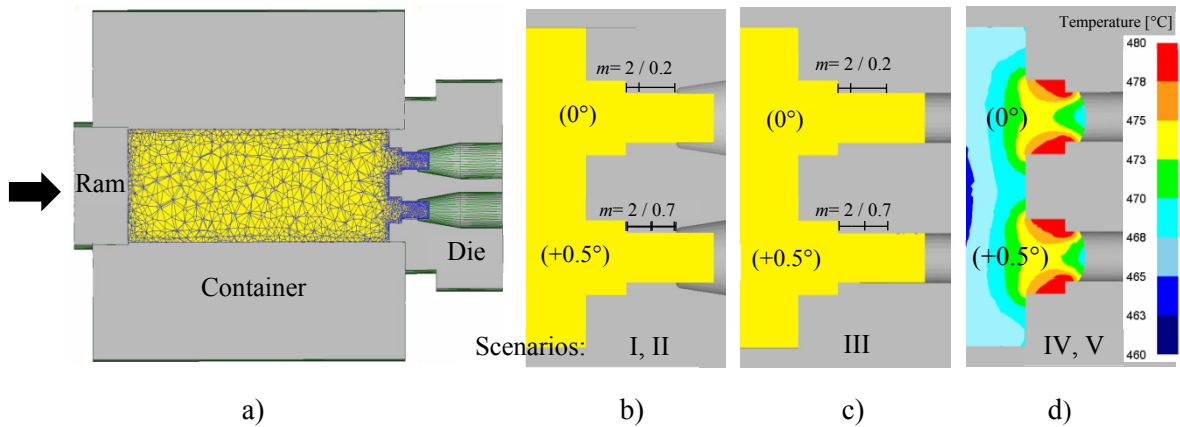 Ram
Container
Die
a)
m= 2 / 0.2
(0°)
m= 2 / 0.7
(+0.5°)
Scenarios:
I, II
b)
m= 2 / 0.2
(0°)
m= 2 / 0.7
(+0.5°)
III
c)
Temperature [°C]
480
478
475
473
470
468
465
463
460
(0°)
(+0.5°)
IV, V
d)